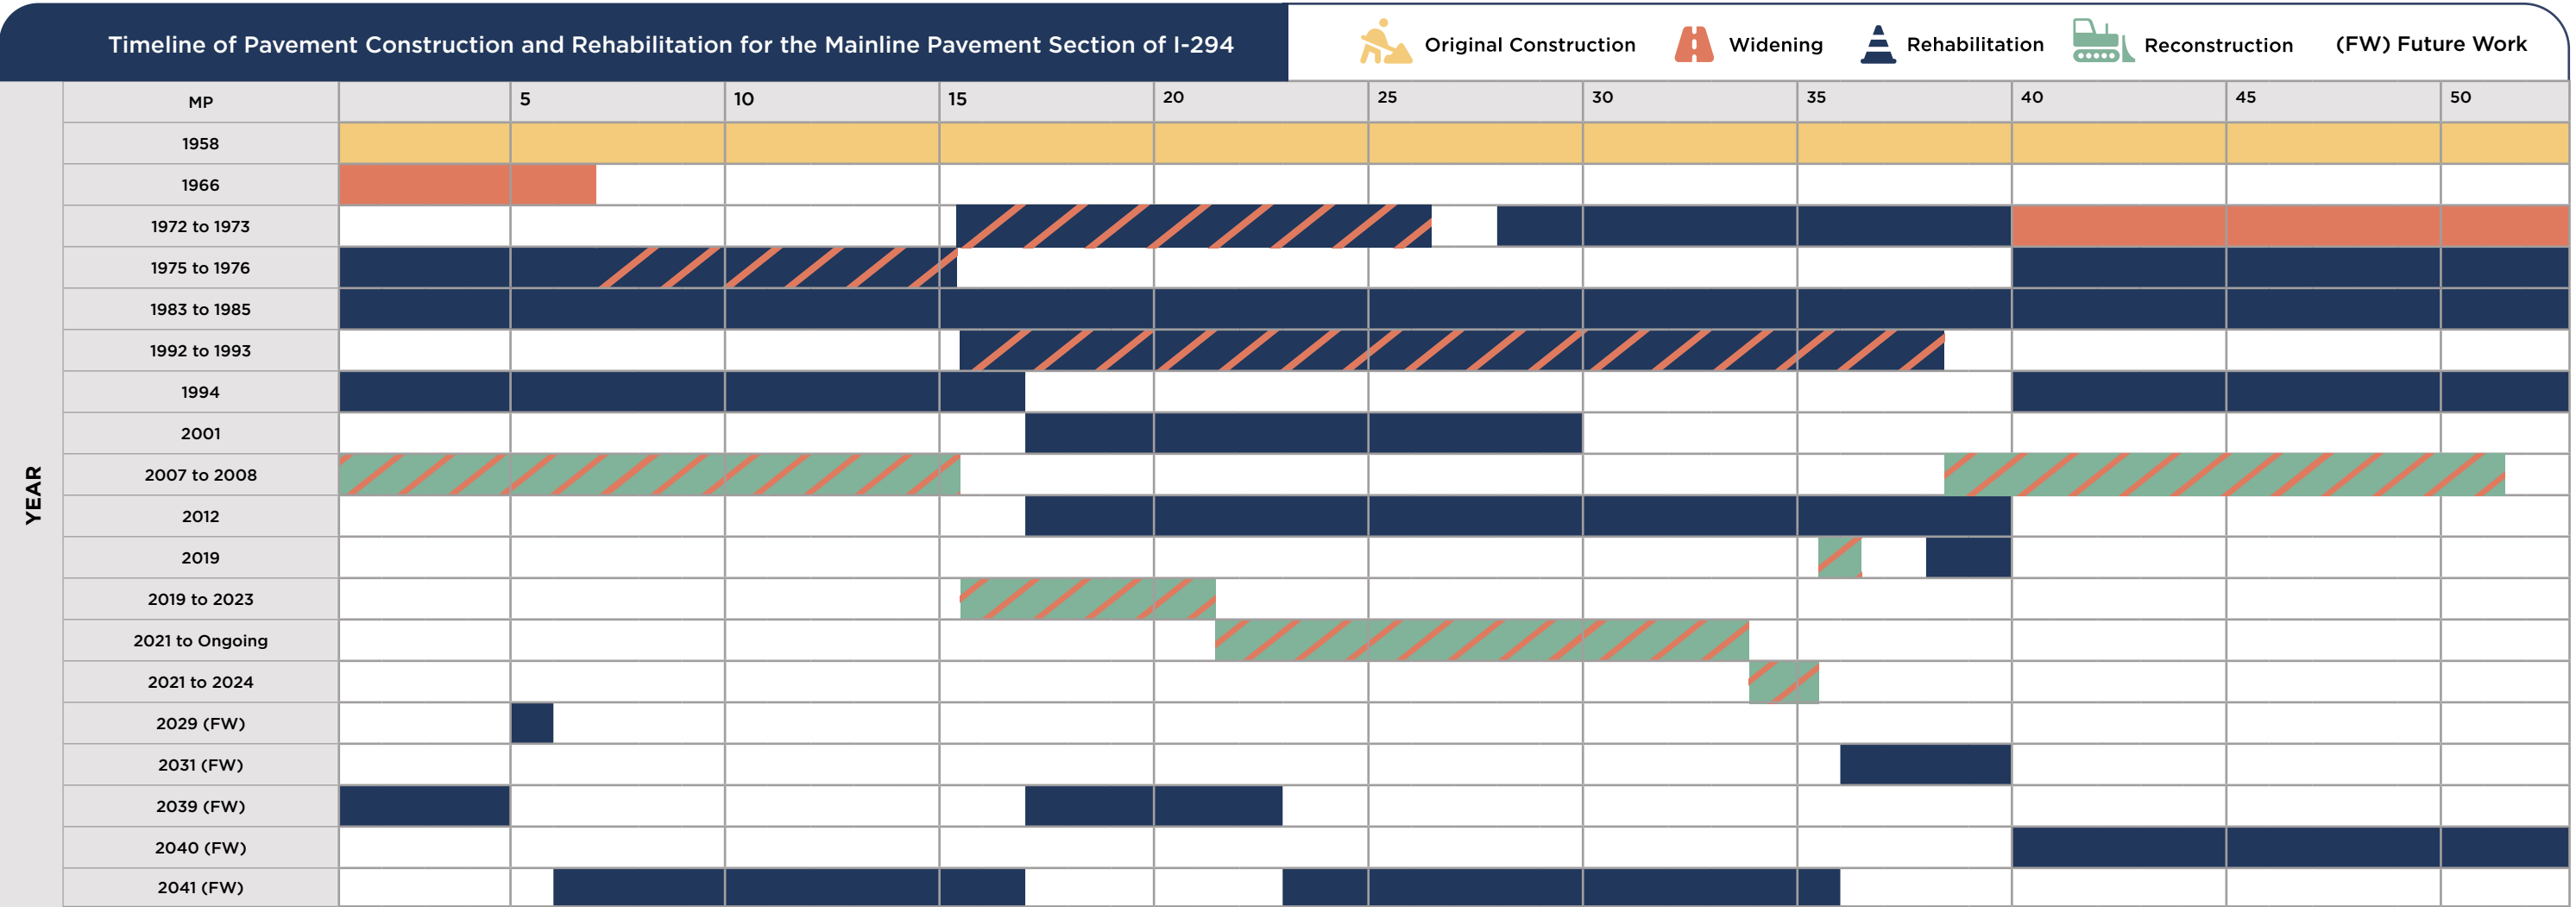 Timeline of Pavement Construction and Rehabilitation for the Mainline Pavement Section of I-294
Original Construction
Widening
Rehabilitation
Reconstruction
(FW) Future Work
MP 5 10 15 20 25 30 35 40 45 50
YEAR
1958
1966
1972 to 1973
1975 to 1976
1983 to 1985
1992 to 1993
1994
2001
2007 to 2008
2012
2019
2019 to 2023
2021 to Ongoing
2021 to 2024
2029 (FW)
2031 (FW)
2039 (FW)
2040 (FW)
2041 (FW)